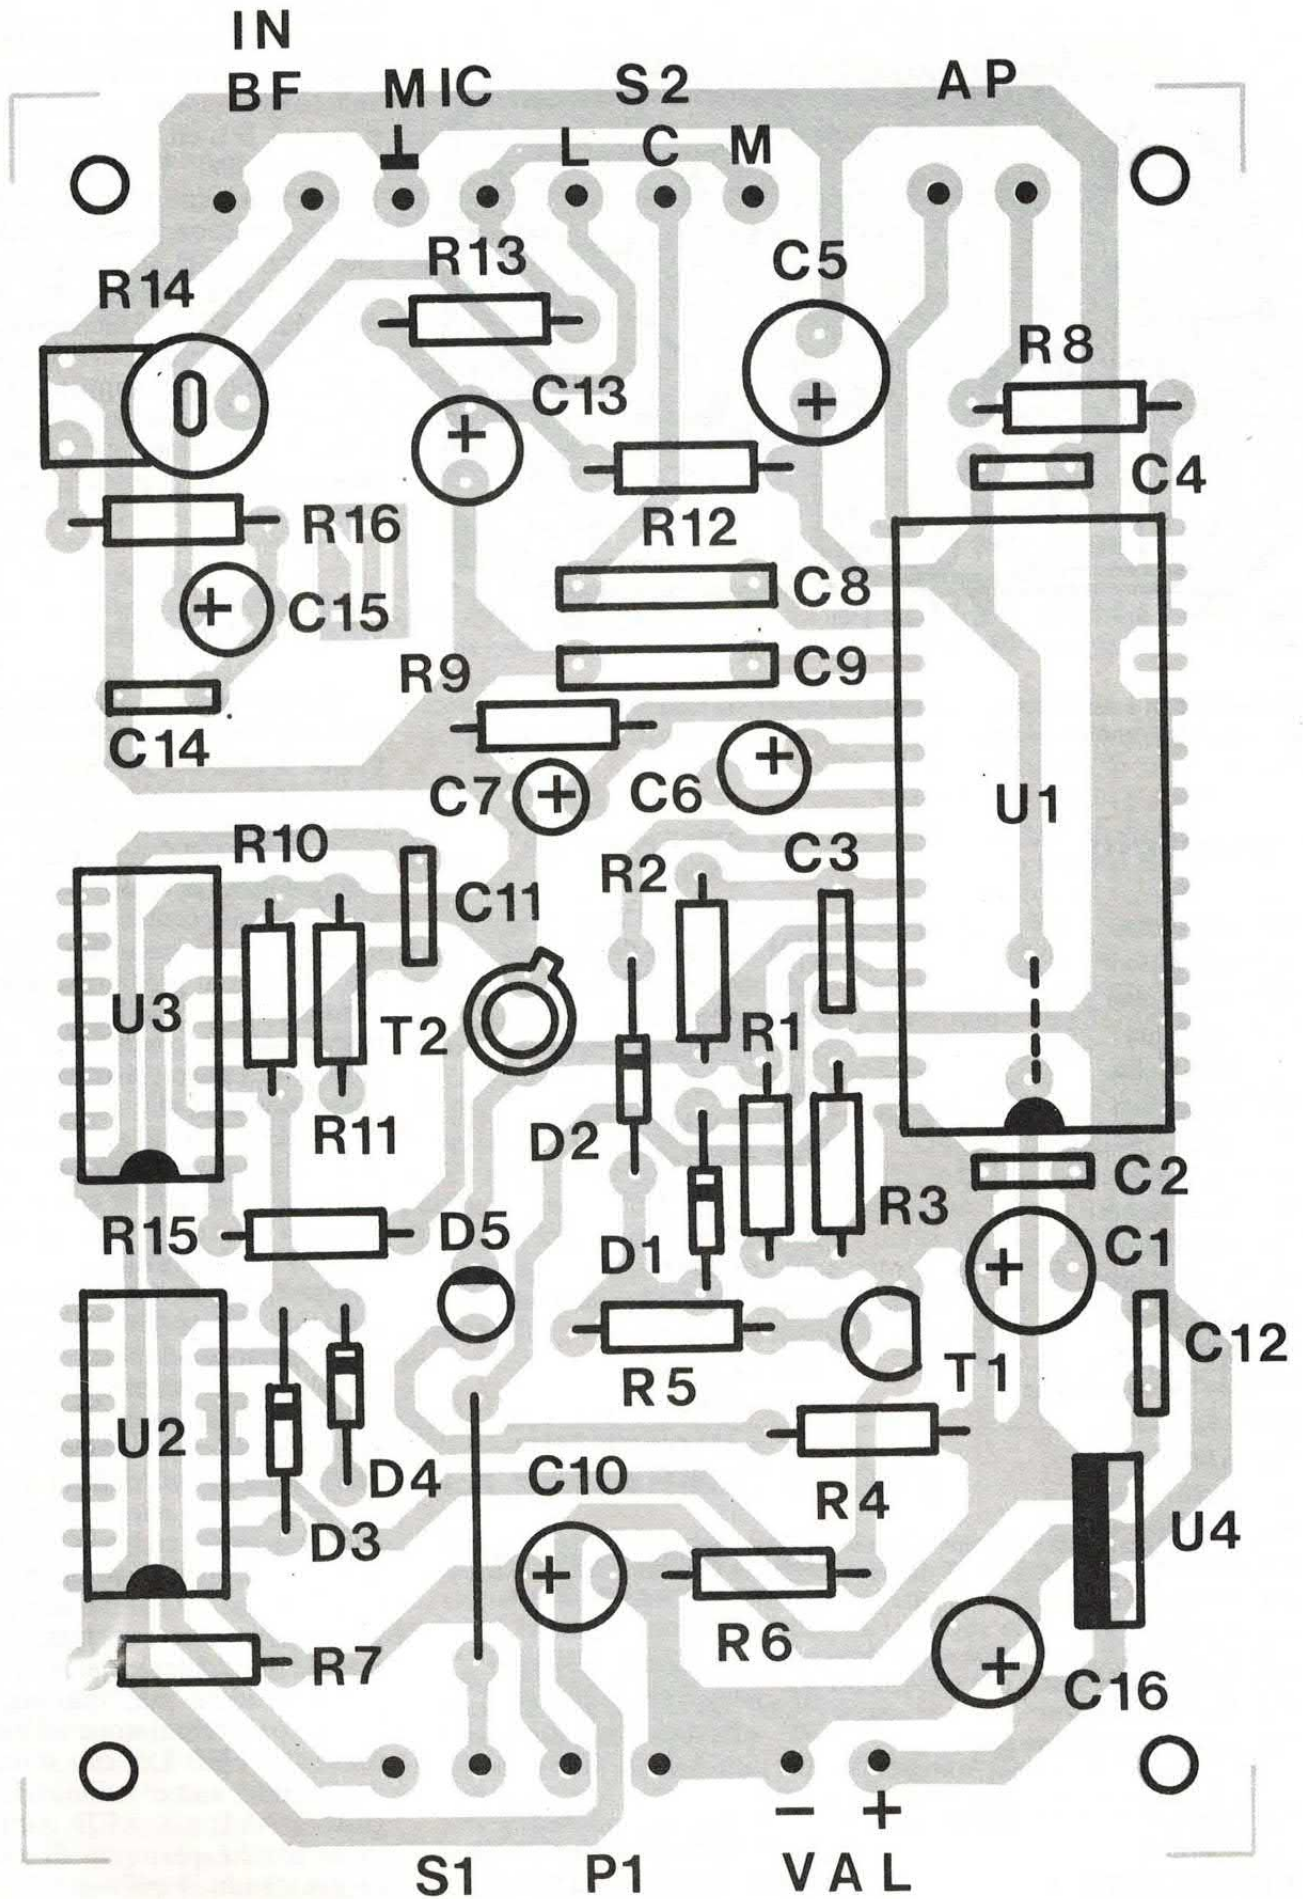 IN
BF MIC S2 AP
L C M
R13 C5
R14
R8
C13
C4
R16 R12
C8
C15
R9 C9
C14
C7 C6 U1
R10 C3
R2
C11
U3 T2 R1
R11 D2
C2
R3
R15 D5 D1 C1
C12
R5 T1
U2
D4 C10 R4
D3 U4
R6
R7 C16
− +
S1 P1 VAL